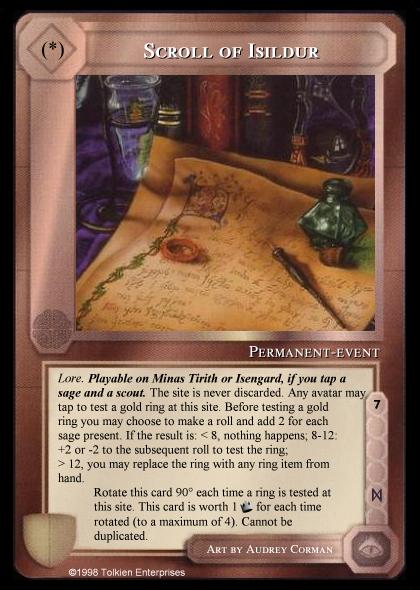 (*)
SCROLL OF ISILDUR
PERMANENT-EVENT
Lore. Playable on Minas Tirith or Isengard, if you tap a
sage and a scout. The site is never discarded. Any avatar may
tap to test a gold ring at this site. Before testing a gold
ring you may choose to make a roll and add 2 for each
sage present. If the result is: < 8, nothing happens; 8-12:
+2 or -2 to the subsequent roll to test the ring;
> 12, you may replace the ring with any ring item from
hand.
Rotate this card 90° each time a ring is tested at
this site. This card is worth 1 for each time
rotated (to a maximum of 4). Cannot be
duplicated.
7
ART BY AUDREY CORMAN
©1998 Tolkien Enterprises